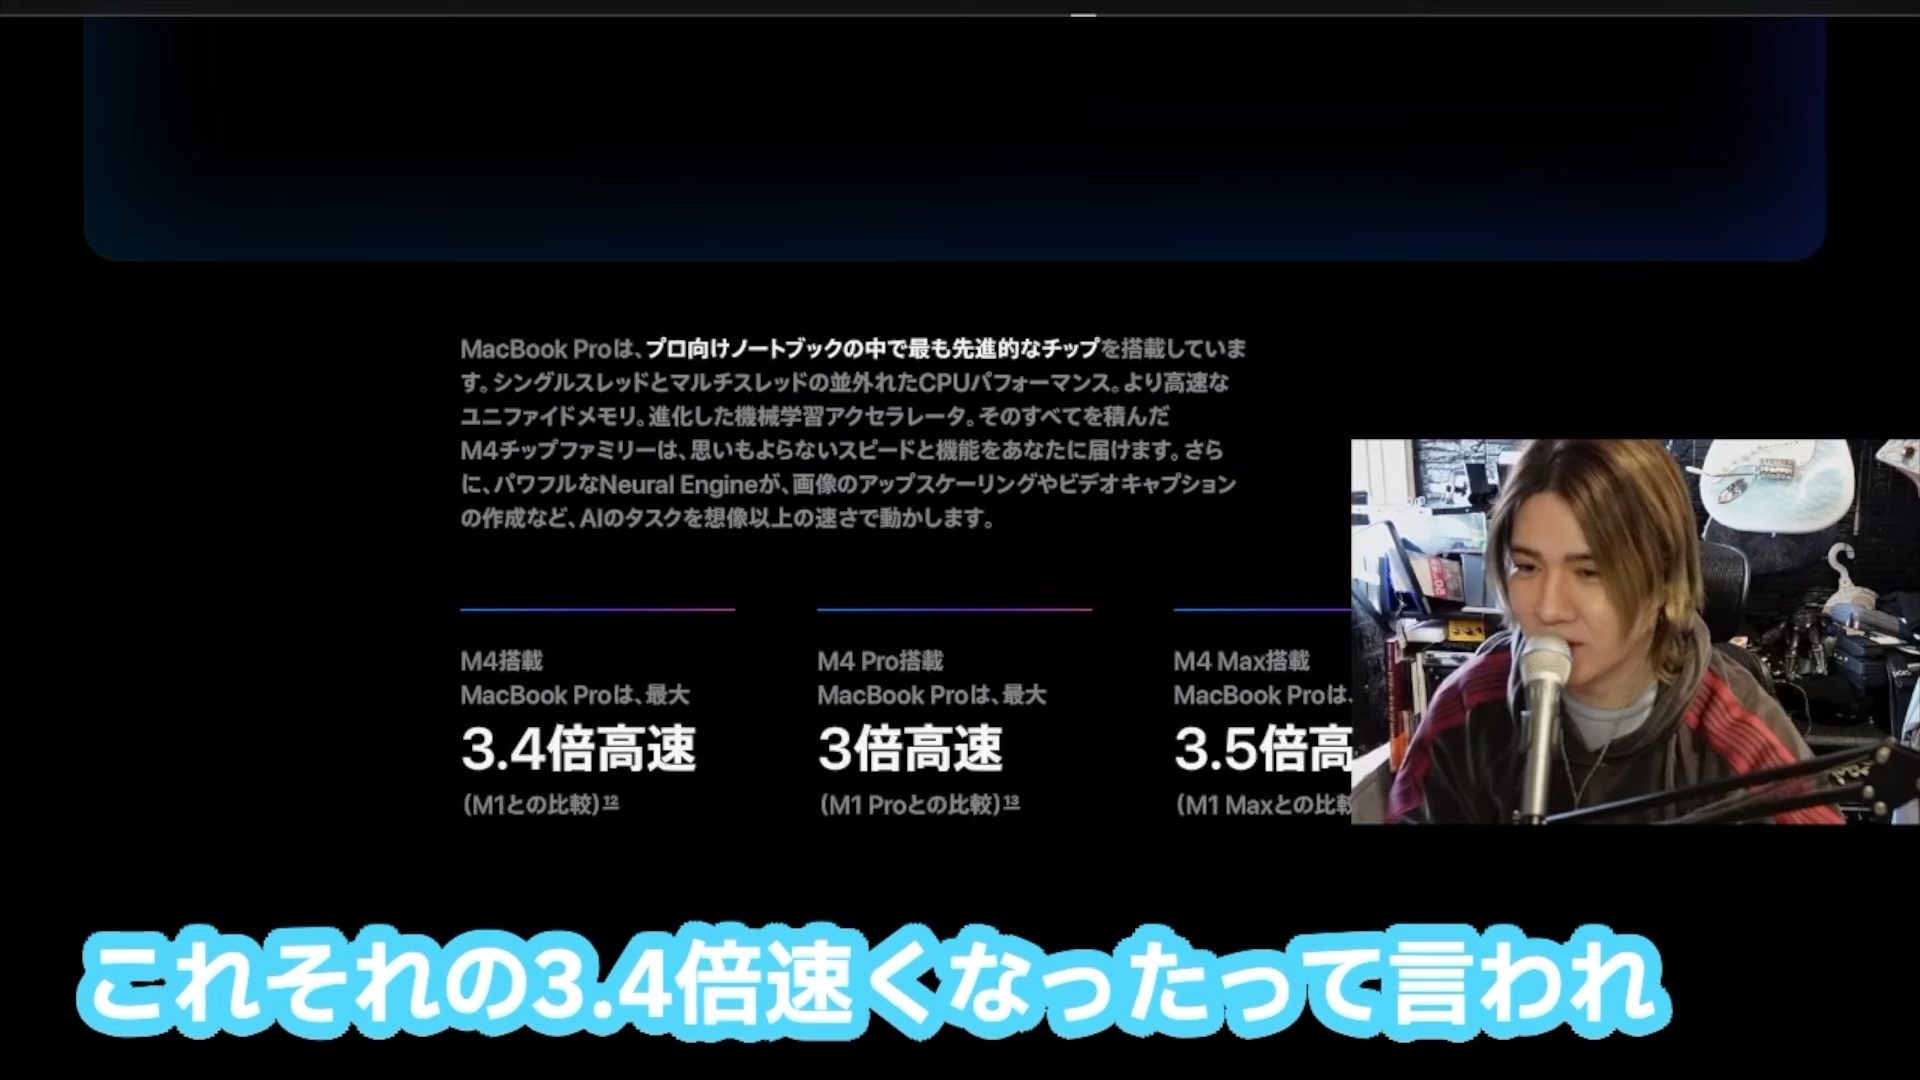 MacBook Proは、プロ向けノートブックの中で最も先進的なチップを搭載していま
す。シングルスレッドとマルチスレッドの並外れたCPUパフォーマンス。より高速な
ユニファイドメモリ。進化した機械学習アクセラレータ。そのすべてを積んだ
M4チップファミリーは、思いもよらないスピードと機能をあなたに届けます。さら
に、パワフルなNeural Engineが、画像のアップスケーリングやビデオキャプション
の作成など、AIのタスクを想像以上の速さで動かします。
M4搭載
MacBook Proは、最大
3.4倍高速
（M1との比較）12
M4 Pro搭載
MacBook Proは、最大
3倍高速
（M1 Proとの比較）13
M4 Max搭載
MacBook Proは、
3.5倍高
（M1 Maxとの比較
これそれの3.4倍速くなったって言われ